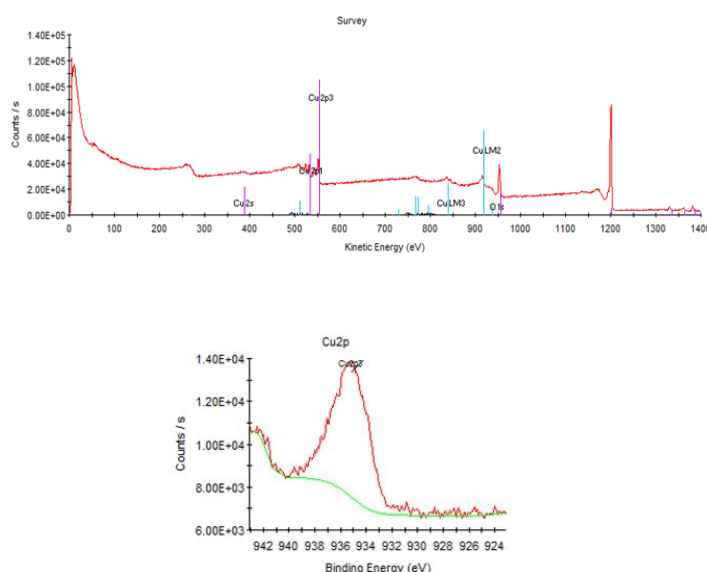 Survey
1.40E+05
1.20E+05
1.00E+05
8.00E+04
6.00E+04
4.00E+04
2.00E+04
0.00E+00
Counts / s
Cu2p3
Cu2p1
Cu2s
CuLM2
CuLM3
O1s
0 100 200 300 400 500 600 700 800 900 1000 1100 1200 1300 1400
Kinetic Energy (eV)
Cu2p
1.40E+04
1.20E+04
1.00E+04
8.00E+03
6.00E+03
Counts / s
Cu2p3
942 940 938 936 934 932 930 928 926 924
Binding Energy (eV)